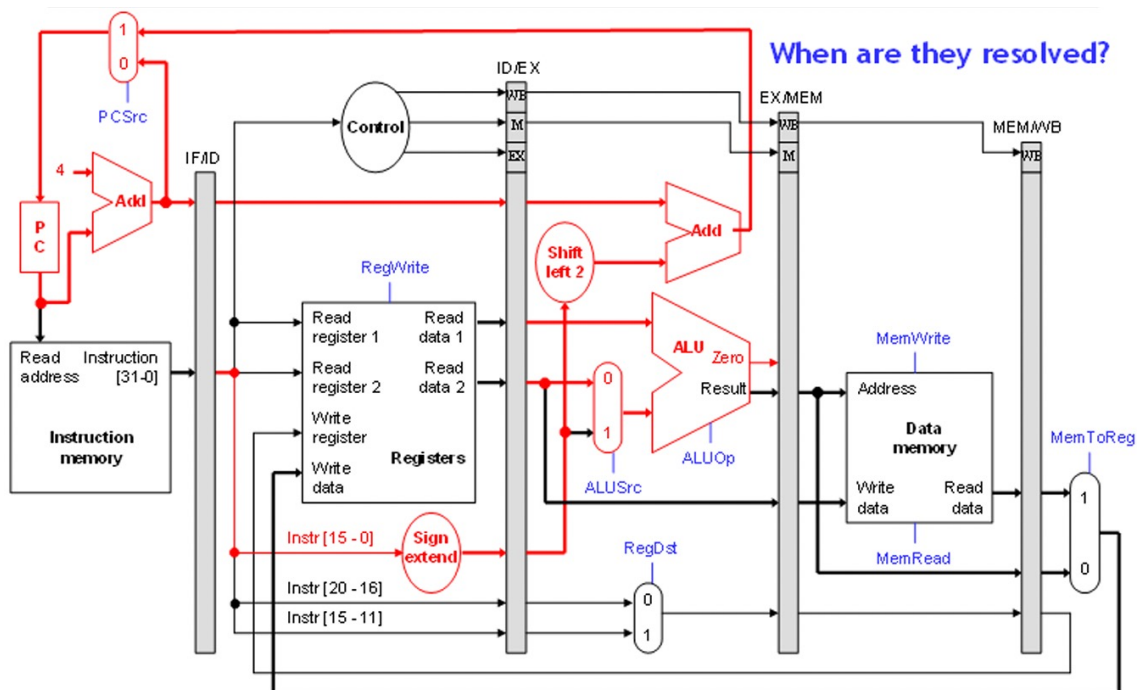 When are they resolved?
1
0
PCSrc
ID/EX
WB
M
EX
Control
EX/MEM
WB
M
MEM/WB
WB
IF/ID
4
Add
P
C
Add
Shift
left 2
RegWrite
Read
register 1
Read
data 1
Read
register 2
Read
data 2
Write
register
Write
data
Registers
Read
address
Instruction
[31-0]
Instruction
memory
0
1
ALUSrc
ALU
Zero
Result
ALUOp
MemWrite
Address
Data
memory
Write
data
Read
data
MemRead
MemToReg
1
0
Instr [15 - 0]
Sign
extend
RegDst
Instr [20 - 16]
0
Instr [15 - 11]
1